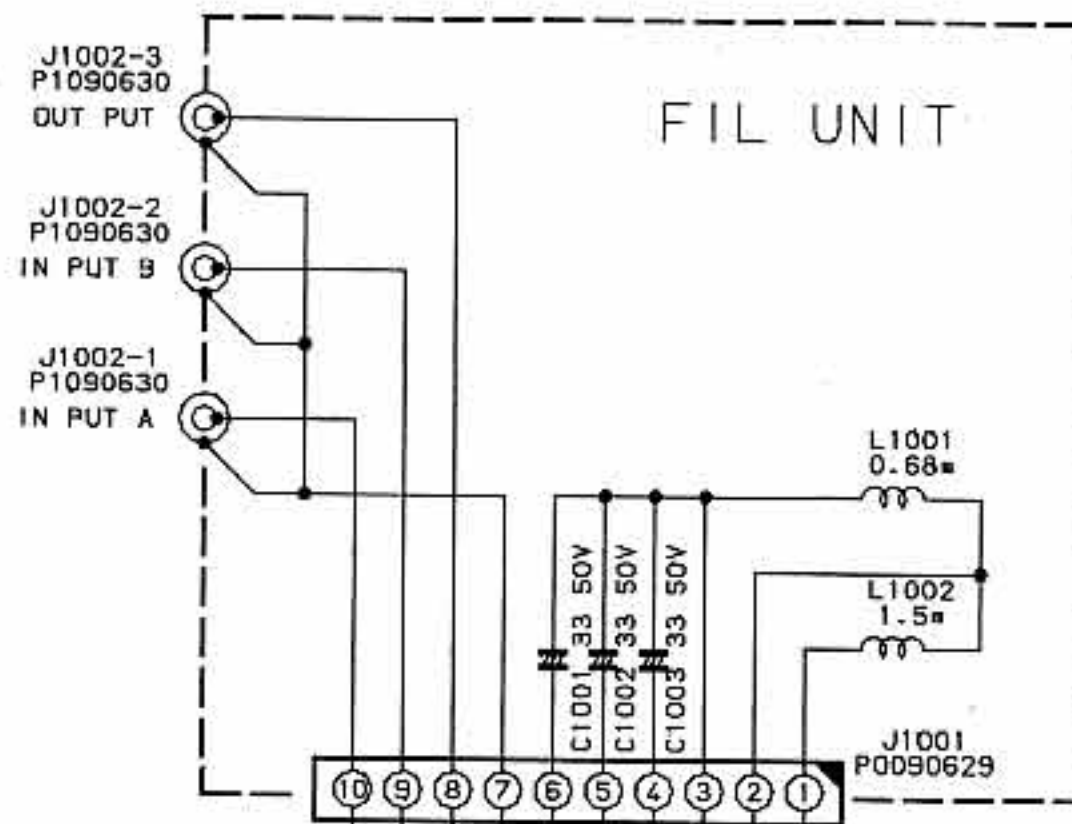 J1002-3
P1090630
OUT PUT
FIL UNIT
J1002-2
P1090630
IN PUT B
J1002-1
P1090630
IN PUT A
L1001
0.68m
L1002
1.5m
C1001 33 50V
C1002 33 50V
C1003 33 50V
J1001
P0090629
10 9 8 7 6 5 4 3 2 1